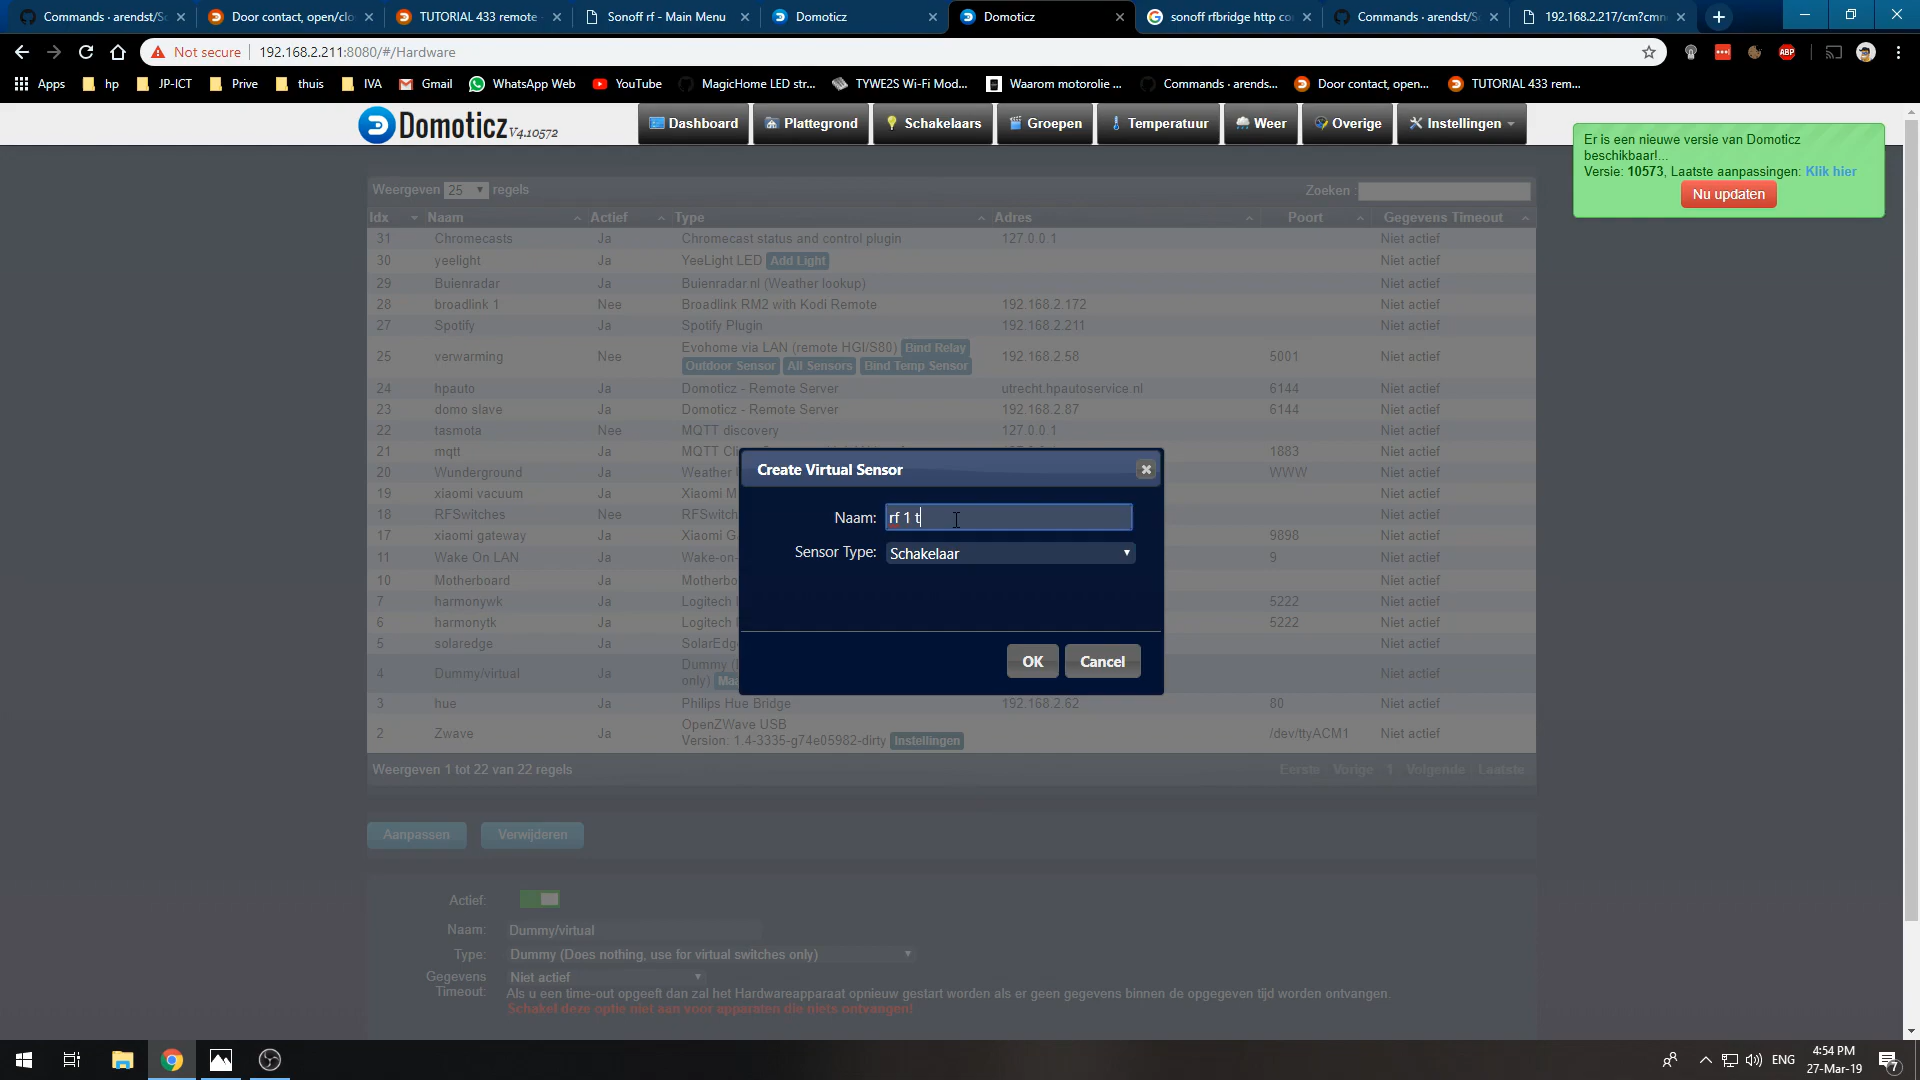 Commands · arendst/So
Door contact, open/clo
TUTORIAL 433 remote
Sonoff rf - Main Menu
Domoticz
Domoticz
sonoff rfbridge http co
Commands · arendst/S
192.168.2.217/cm?cmn
Not secure
192.168.2.211:8080/#/Hardware
ABP
Apps
hp
JP-ICT
Prive
thuis
IVA
Gmail
WhatsApp Web
YouTube
MagicHome LED str...
TYWE2S Wi-Fi Mod...
Waarom motorolie ...
Commands · arends...
Door contact, open...
TUTORIAL 433 rem...
Domoticz V4.10572
Dashboard
Plattegrond
Schakelaars
Groepen
Temperatuur
Weer
Overige
Instellingen
Er is een nieuwe versie van Domoticz
beschikbaar!...
Versie: 10573, Laatste aanpassingen: Klik hier
Nu updaten
Weergeven 25 regels
Zoeken :
Idx Naam Actief Type Adres Poort Gegevens Timeout
31 Chromecasts Ja Chromecast status and control plugin 127.0.0.1 Niet actief
30 yeelight Ja YeeLight LED Add Light Niet actief
29 Buienradar Ja Buienradar.nl (Weather lookup) Niet actief
28 broadlink 1 Nee Broadlink RM2 with Kodi Remote 192.168.2.172 Niet actief
27 Spotify Ja Spotify Plugin 192.168.2.211 Niet actief
25 verwarming Nee Evohome via LAN (remote HGI/S80) Bind Relay
Outdoor Sensor All Sensors Bind Temp Sensor 192.168.2.58 5001 Niet actief
24 hpauto Ja Domoticz - Remote Server utrecht.hpautoservice.nl 6144 Niet actief
23 domo slave Ja Domoticz - Remote Server 192.168.2.87 6144 Niet actief
22 tasmota Nee MQTT discovery 127.0.0.1 Niet actief
21 mqtt Ja MQTT Cli 1883 Niet actief
20 Wunderground Ja Weather WWW Niet actief
19 xiaomi vacuum Ja Xiaomi M Niet actief
18 RFSwitches Nee RFSwitch Niet actief
17 xiaomi gateway Ja Xiaomi G 9898 Niet actief
11 Wake On LAN Ja Wake-on- 9 Niet actief
10 Motherboard Ja Motherbo Niet actief
7 harmonywk Ja Logitech 5222 Niet actief
6 harmonytk Ja Logitech 5222 Niet actief
5 solaredge Ja SolarEdg Niet actief
4 Dummy/virtual Ja Dummy (
only) Maa Niet actief
3 hue Ja Philips Hue Bridge 192.168.2.62 80 Niet actief
2 Zwave Ja OpenZWave USB
Version: 1.4-3335-g74e05982-dirty Instellingen /dev/ttyACM1 Niet actief
Weergeven 1 tot 22 van 22 regels
Eerste Vorige 1 Volgende Laatste
Create Virtual Sensor
Naam: rf 1 t
Sensor Type: Schakelaar
OK
Cancel
Aanpassen
Verwijderen
Actief:
Naam: Dummy/virtual
Type: Dummy (Does nothing, use for virtual switches only)
Gegevens Timeout: Niet actief
Als u een time-out opgeeft dan zal het Hardwareapparaat opnieuw gestart worden als er geen gegevens binnen de opgegeven tijd worden ontvangen.
Schakel deze optie niet aan voor apparaten die niets ontvangen!
ENG
4:54 PM
27-Mar-19
7